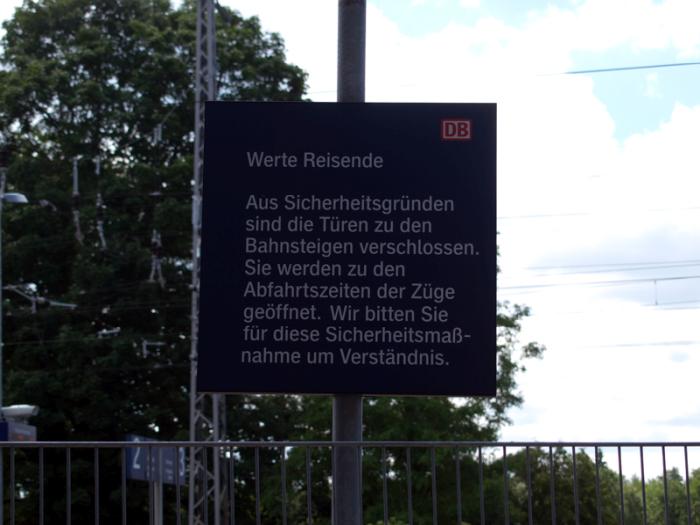 DB
Werte Reisende
Aus Sicherheitsgründen
sind die Türen zu den
Bahnsteigen verschlossen.
Sie werden zu den
Abfahrtszeiten der Züge
geöffnet. Wir bitten Sie
für diese Sicherheitsmaß-
nahme um Verständnis.
2